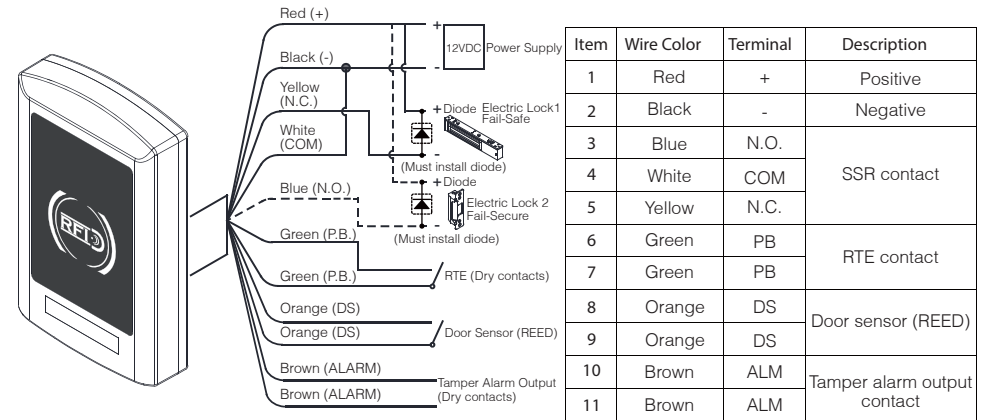 RFID
Red (+)
Black (-)
Yellow
(N.C.)
White
(COM)
Blue (N.O.)
Green (P.B.)
Green (P.B.)
Orange (DS)
Orange (DS)
Brown (ALARM)
Brown (ALARM)
+
12VDC Power Supply
-
+ Diode Electric Lock1
Fail-Safe
-
(Must install diode)
+ Diode
Electric Lock 2
Fail-Secure
-
(Must install diode)
RTE (Dry contacts)
Door Sensor (REED)
Tamper Alarm Output
(Dry contacts)
Item Wire Color Terminal Description
1 Red + Positive
2 Black - Negative
3 Blue N.O.
4 White COM SSR contact
5 Yellow N.C.
6 Green PB
RTE contact
7 Green PB
8 Orange DS
Door sensor (REED)
9 Orange DS
10 Brown ALM
Tamper alarm output
contact
11 Brown ALM